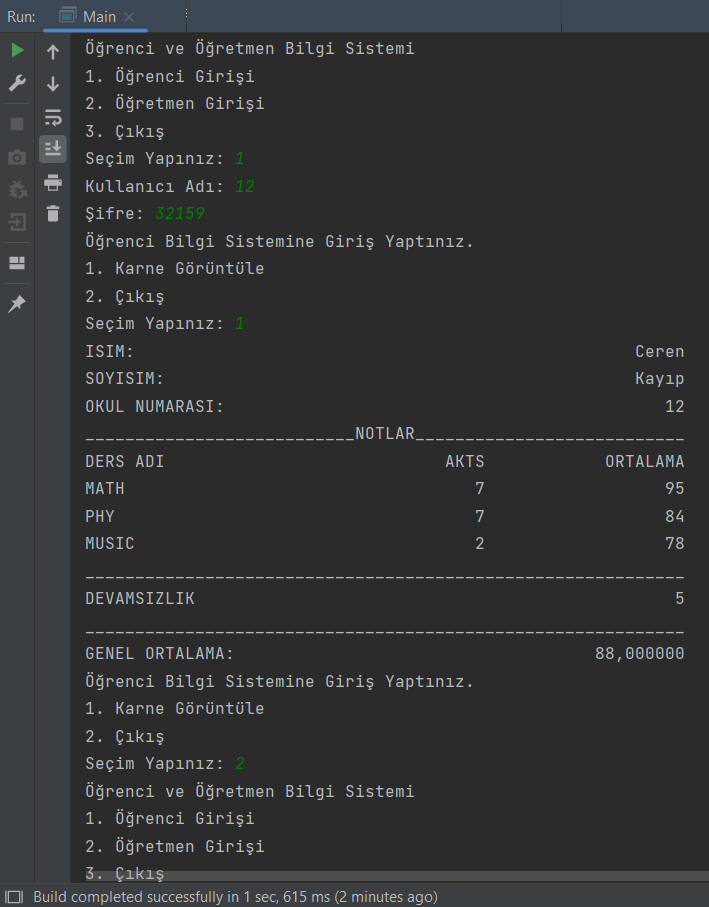 Run: Main
Öğrenci ve Öğretmen Bilgi Sistemi
1. Öğrenci Girişi
2. Öğretmen Girişi
3. Çıkış
Seçim Yapınız: 1
Kullanıcı Adı: 12
Şifre: 32159
Öğrenci Bilgi Sistemine Giriş Yaptınız.
1. Karne Görüntüle
2. Çıkış
Seçim Yapınız: 1
ISIM: Ceren
SOYISIM: Kayıp
OKUL NUMARASI: 12
___________________________NOTLAR___________________________
DERS ADI AKTS ORTALAMA
MATH 7 95
PHY 7 84
MUSIC 2 78
____________________________________________________________
DEVAMSIZLIK 5
____________________________________________________________
GENEL ORTALAMA: 88,000000
Öğrenci Bilgi Sistemine Giriş Yaptınız.
1. Karne Görüntüle
2. Çıkış
Seçim Yapınız: 2
Öğrenci ve Öğretmen Bilgi Sistemi
1. Öğrenci Girişi
2. Öğretmen Girişi
3. Çıkış
Build completed successfully in 1 sec, 615 ms (2 minutes ago)